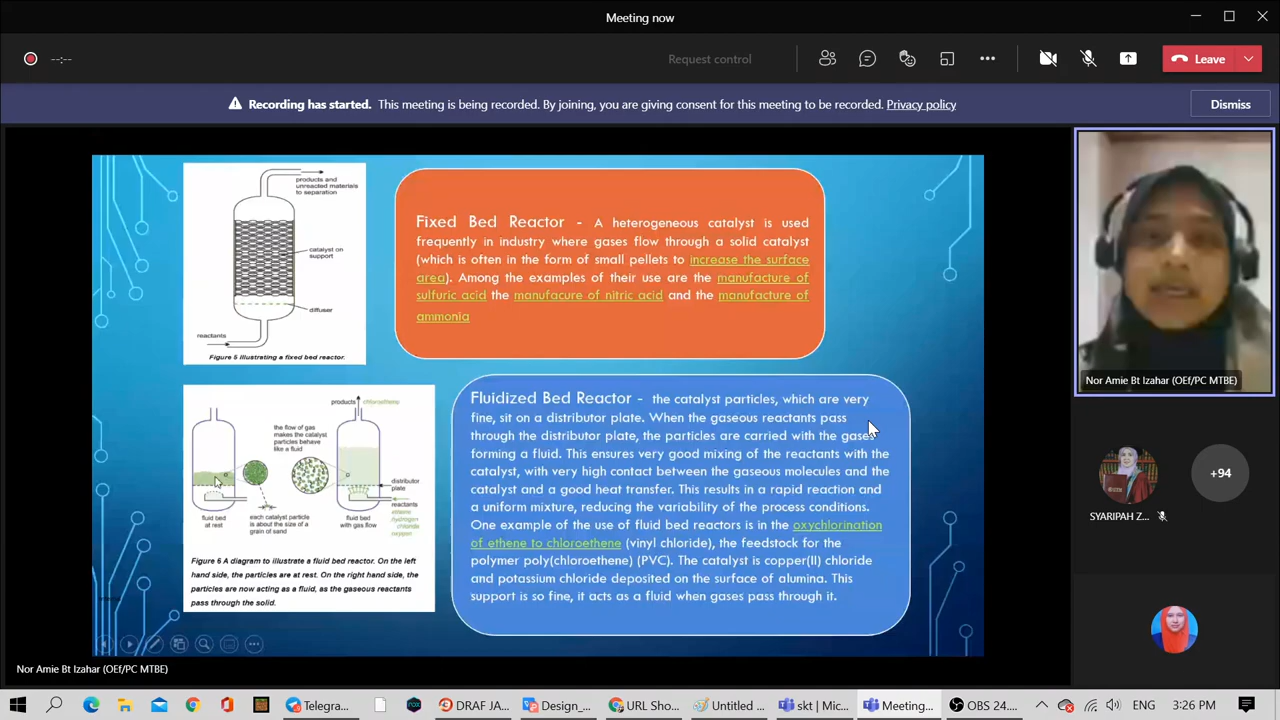 Meeting now
--:--
Request control
Leave
Recording has started. This meeting is being recorded. By joining, you are giving consent for this meeting to be recorded. Privacy policy
Dismiss
products and
unreacted materials
to separation
catalyst on
support
diffuser
reactants
Figure 5 Illustrating a fixed bed reactor.
Fixed Bed Reactor - A heterogeneous catalyst is used
frequently in industry where gases flow through a solid catalyst
(which is often in the form of small pellets to increase the surface
area). Among the examples of their use are the manufacture of
sulfuric acid the manufacure of nitric acid and the manufacture of
ammonia
products chloroethene
the flow of gas
makes the catalyst
particles behave
like a fluid
distributor
plate
reactants
ethene
hydrogen
chloride
oxygen
fluid bed
at rest
each catalyst particle
is about the size of a
grain of sand
fluid bed
with gas flow
Figure 6 A diagram to illustrate a fluid bed reactor. On the left
hand side, the particles are at rest. On the right hand side, the
particles are now acting as a fluid, as the gaseous reactants
pass through the solid.
Fluidized Bed Reactor - the catalyst particles, which are very
fine, sit on a distributor plate. When the gaseous reactants pass
through the distributor plate, the particles are carried with the gases
forming a fluid. This ensures very good mixing of the reactants with the
catalyst, with very high contact between the gaseous molecules and the
catalyst and a good heat transfer. This results in a rapid reaction and
a uniform mixture, reducing the variability of the process conditions.
One example of the use of fluid bed reactors is in the oxychlorination
of ethene to chloroethene (vinyl chloride), the feedstock for the
polymer poly(chloroethene) (PVC). The catalyst is copper(II) chloride
and potassium chloride deposited on the surface of alumina. This
support is so fine, it acts as a fluid when gases pass through it.
Nor Amie Bt Izahar (OEf/PC MTBE)
+94
AH Z...
Nor Amie Bt Izahar (OEf/PC MTBE)
Telegra...
DRAF JA...
Design_...
URL Sho...
Untitled ...
skt | Mic...
Meeting...
OBS 24...
ENG
3:26 PM